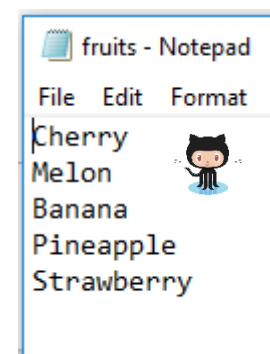 fruits - Notepad
File Edit Format
Cherry
Melon
Banana
Pineapple
Strawberry